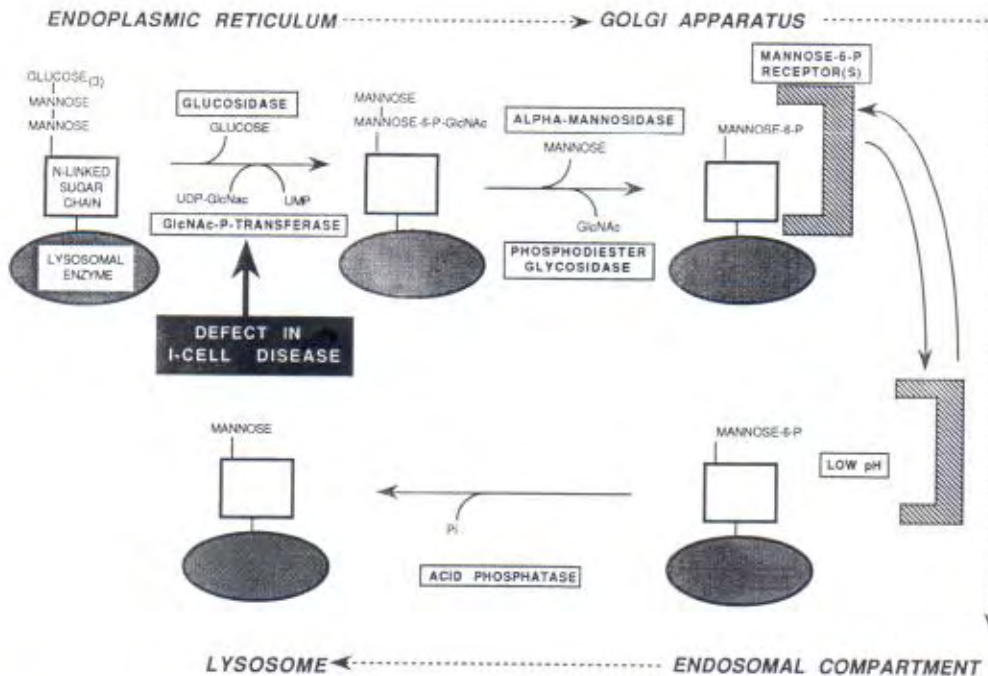 ENDOPLASMIC RETICULUM
GOLGI APPARATUS
MANNOSE-6-P
RECEPTOR(S)
GLUCOSE(3)
MANNOSE
MANNOSE
N-LINKED
SUGAR
CHAIN
LYSOSOMAL
ENZYME
GLUCOSIDASE
GLUCOSE
UDP-GlcNac
UMP
GlcNAc-P-TRANSFERASE
DEFECT IN
I-CELL DISEASE
MANNOSE
MANNOSE-6-P-GlcNAc
ALPHA-MANNOSIDASE
MANNOSE
GlcNAc
PHOSPHODIESTER
GLYCOSIDASE
MANNOSE-6-P
MANNOSE
Pi
ACID PHOSPHATASE
MANNOSE-6-P
LOW pH
LYSOSOME
ENDOSOMAL COMPARTMENT